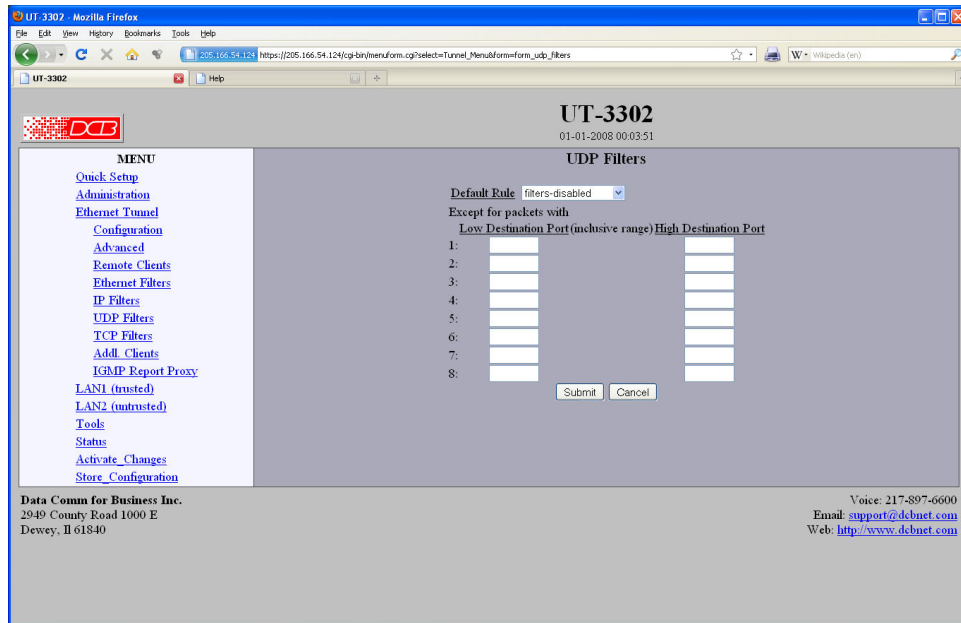 UT-3302 - Mozilla Firefox
File Edit View History Bookmarks Tools Help
205.166.54.124 https://205.166.54.124/cgi-bin/menuform.cgi?select=Tunnel_Menu&form=form_udp_filters W Wikipedia (en)
UT-3302 Help
DCB
UT-3302
01-01-2008 00:03:51
MENU
Quick Setup
Administration
Ethernet Tunnel
Configuration
Advanced
Remote Clients
Ethernet Filters
IP Filters
UDP Filters
TCP Filters
Addl. Clients
IGMP Report Proxy
LAN1 (trusted)
LAN2 (untrusted)
Tools
Status
Activate_Changes
Store_Configuration
UDP Filters
Default Rule filters-disabled
Except for packets with
Low Destination Port (inclusive range) High Destination Port
1:
2:
3:
4:
5:
6:
7:
8:
Submit Cancel
Data Comm for Business Inc.
2949 County Road 1000 E
Dewey, Il 61840
Voice: 217-897-6600
Email: support@dcbnet.com
Web: http://www.dcbnet.com